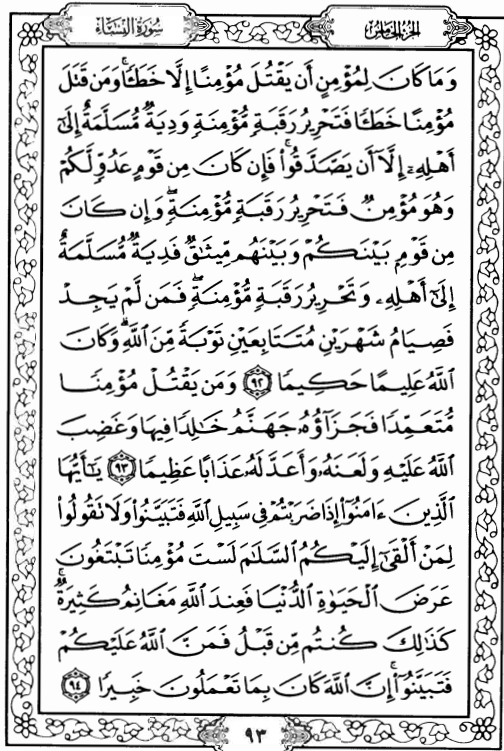 الجزء الخامس
سورة النساء
وَمَا كَانَ لِمُؤْمِنٍ أَن يَقْتُلَ مُؤْمِنًا إِلَّا خَطَـًٔا ۚ وَمَن قَتَلَ
مُؤْمِنًا خَطَـًٔا فَتَحْرِيرُ رَقَبَةٍ مُّؤْمِنَةٍ وَدِيَةٌ مُّسَلَّمَةٌ إِلَىٰٓ
أَهْلِهِۦٓ إِلَّآ أَن يَصَّدَّقُوا۟ ۚ فَإِن كَانَ مِن قَوْمٍ عَدُوٍّ لَّكُمْ
وَهُوَ مُؤْمِنٌ فَتَحْرِيرُ رَقَبَةٍ مُّؤْمِنَةٍ ۖ وَإِن كَانَ
مِن قَوْمٍۭ بَيْنَكُمْ وَبَيْنَهُم مِّيثَٰقٌ فَدِيَةٌ مُّسَلَّمَةٌ
إِلَىٰٓ أَهْلِهِۦ وَتَحْرِيرُ رَقَبَةٍ مُّؤْمِنَةٍ ۖ فَمَن لَّمْ يَجِدْ
فَصِيَامُ شَهْرَيْنِ مُتَتَابِعَيْنِ تَوْبَةً مِّنَ ٱللَّهِ ۗ وَكَانَ
ٱللَّهُ عَلِيمًا حَكِيمًا ٩٢ وَمَن يَقْتُلْ مُؤْمِنًا
مُّتَعَمِّدًا فَجَزَآؤُهُۥ جَهَنَّمُ خَٰلِدًا فِيهَا وَغَضِبَ
ٱللَّهُ عَلَيْهِ وَلَعَنَهُۥ وَأَعَدَّ لَهُۥ عَذَابًا عَظِيمًا ٩٣ يَٰٓأَيُّهَا
ٱلَّذِينَ ءَامَنُوٓا۟ إِذَا ضَرَبْتُمْ فِى سَبِيلِ ٱللَّهِ فَتَبَيَّنُوا۟ وَلَا تَقُولُوا۟
لِمَنْ أَلْقَىٰٓ إِلَيْكُمُ ٱلسَّلَٰمَ لَسْتَ مُؤْمِنًا تَبْتَغُونَ
عَرَضَ ٱلْحَيَوٰةِ ٱلدُّنْيَا فَعِندَ ٱللَّهِ مَغَانِمُ كَثِيرَةٌ ۚ
كَذَٰلِكَ كُنتُم مِّن قَبْلُ فَمَنَّ ٱللَّهُ عَلَيْكُمْ
فَتَبَيَّنُوٓا۟ ۚ إِنَّ ٱللَّهَ كَانَ بِمَا تَعْمَلُونَ خَبِيرًا ٩٤
٩٣